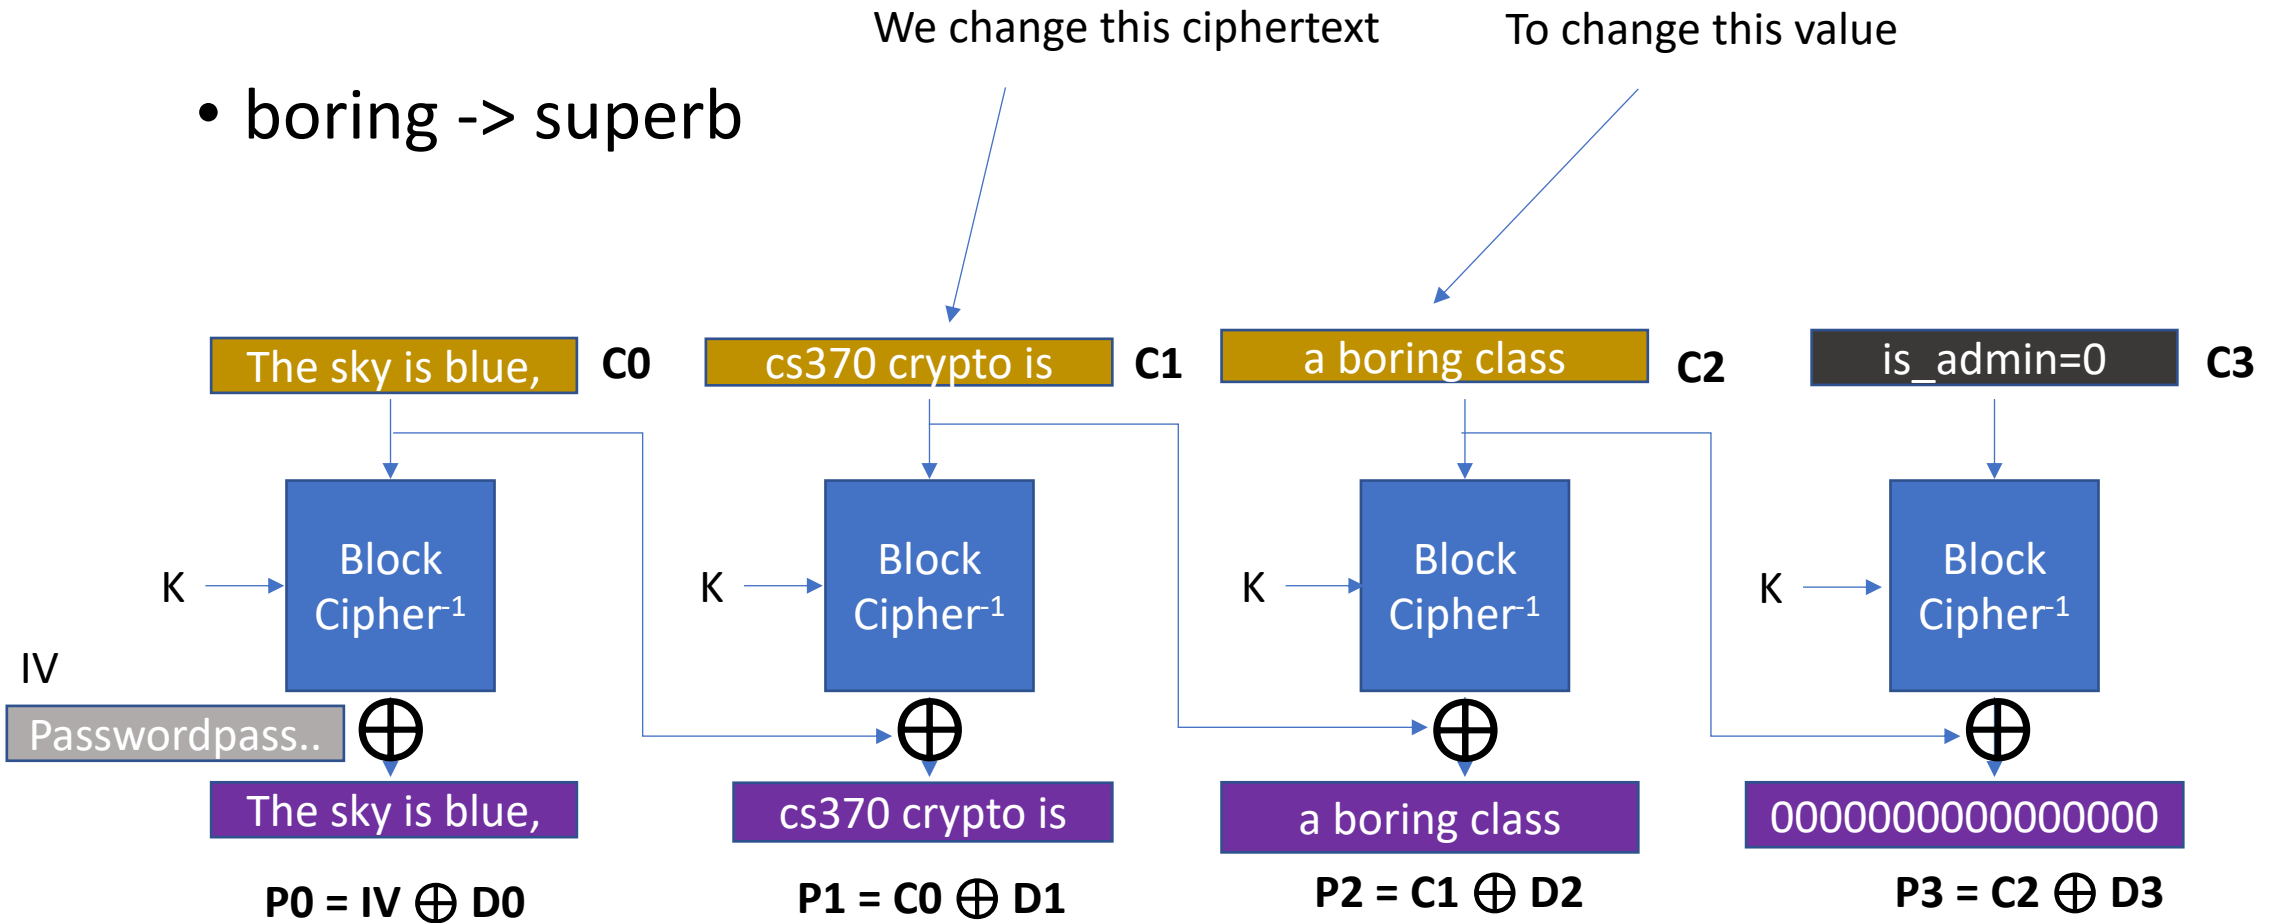 We change this ciphertext
To change this value
• boring -> superb
The sky is blue,
C0
cs370 crypto is
C1
a boring class
C2
is_admin=0
C3
K
Block
Cipher-1
K
Block
Cipher-1
K
Block
Cipher-1
K
Block
Cipher-1
IV
Passwordpass..
The sky is blue,
cs370 crypto is
a boring class
0000000000000000
P0 = IV ⊕ D0
P1 = C0 ⊕ D1
P2 = C1 ⊕ D2
P3 = C2 ⊕ D3